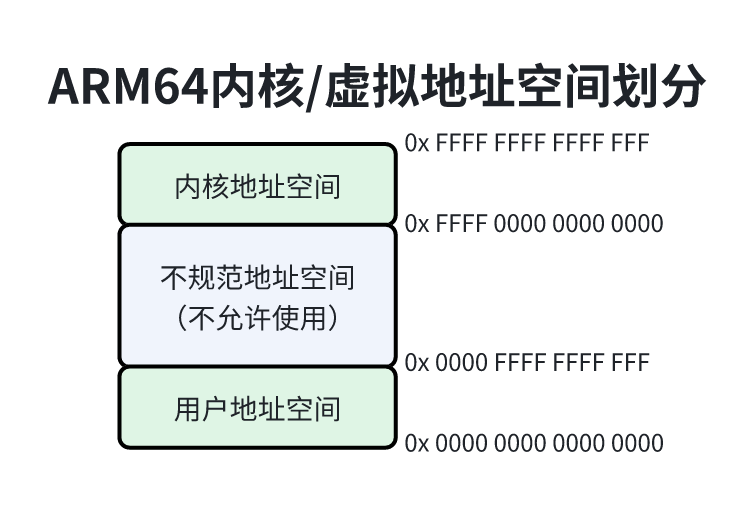 ARM64内核/虚拟地址空间划分
0x FFFF FFFF FFFF FFF
内核地址空间
0x FFFF 0000 0000 0000
不规范地址空间
（不允许使用）
0x 0000 FFFF FFFF FFF
用户地址空间
0x 0000 0000 0000 0000